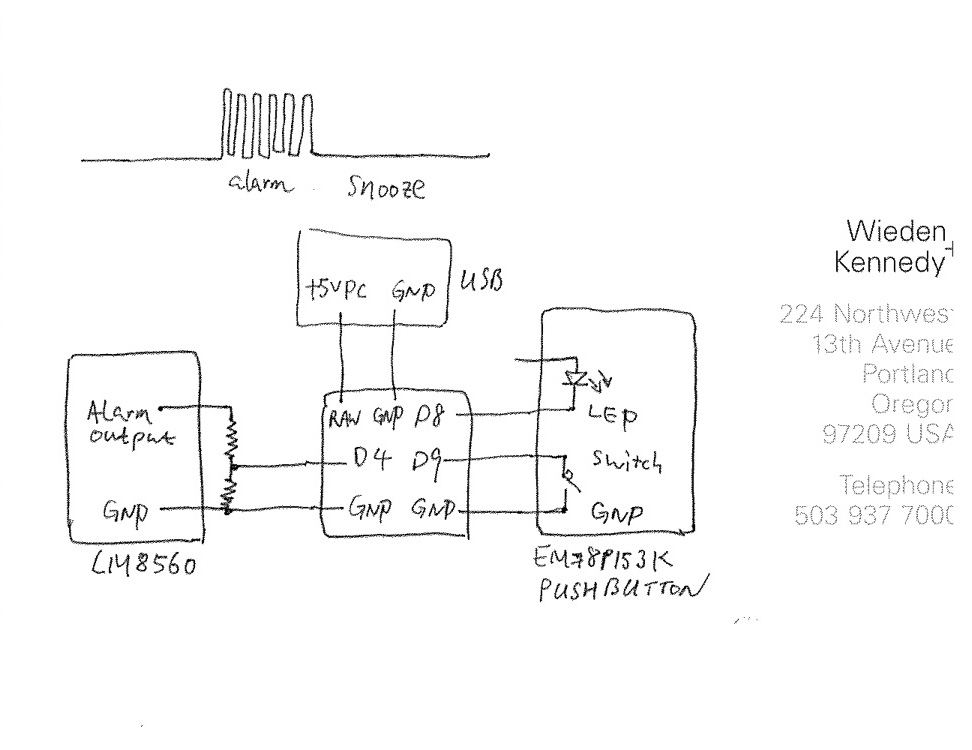 alarm snooze
+5VDC GND USB
RAW GND D8
D4 D9
GND GND
Alarm
output
GND
LM8560
LED
Switch
GND
EM78P153K
PUSHBUTTON
Wieden
Kennedy+
224 Northwest
13th Avenue
Portland
Oregon
97209 USA
Telephone
503 937 7000